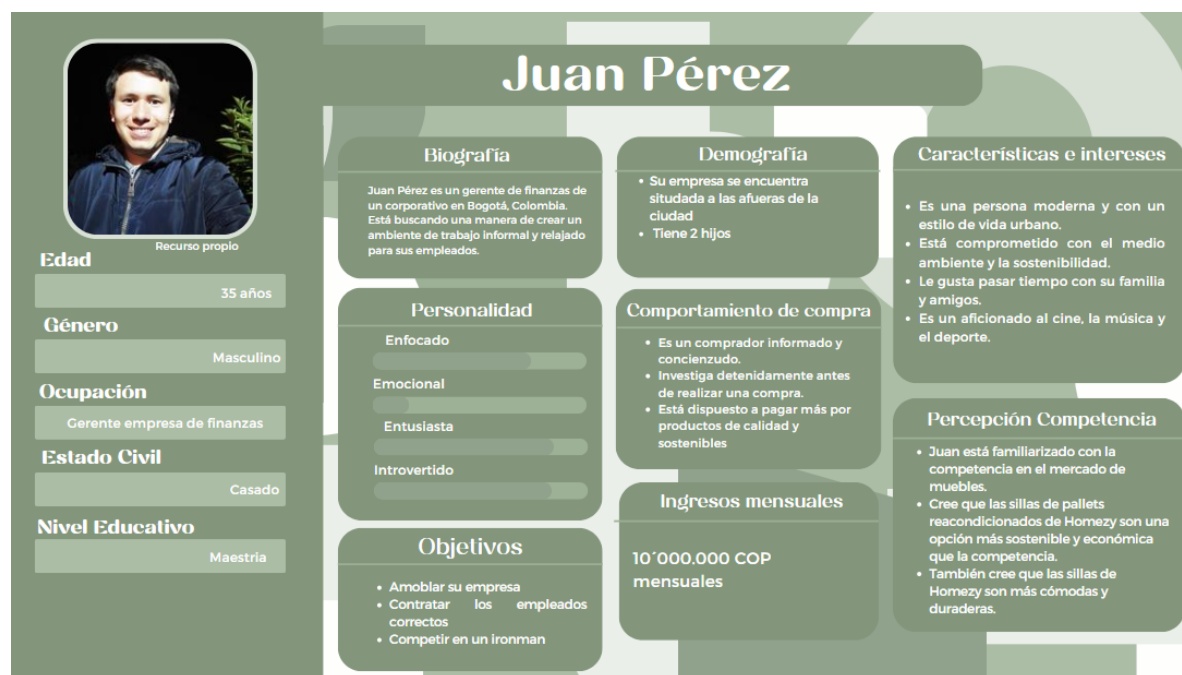 Juan Pérez
Recurso propio
Edad
35 años
Género
Masculino
Ocupación
Gerente empresa de finanzas
Estado Civil
Casado
Nivel Educativo
Maestría
Biografía
Juan Pérez es un gerente de finanzas de
un corporativo en Bogotá, Colombia.
Está buscando una manera de crear un
ambiente de trabajo informal y relajado
para sus empleados.
Personalidad
Enfocado
Emocional
Entusiasta
Introvertido
Objetivos
• Amoblar su empresa
• Contratar los empleados
correctos
• Competir en un ironman
Demografía
• Su empresa se encuentra
situdada a las afueras de la
ciudad
• Tiene 2 hijos
Comportamiento de compra
• Es un comprador informado y
concienzudo.
• Investiga detenidamente antes
de realizar una compra.
• Está dispuesto a pagar más por
productos de calidad y
sostenibles
Ingresos mensuales
10´000.000 COP
mensuales
Características e intereses
• Es una persona moderna y con un
estilo de vida urbano.
• Está comprometido con el medio
ambiente y la sostenibilidad.
• Le gusta pasar tiempo con su familia
y amigos.
• Es un aficionado al cine, la música y
el deporte.
Percepción Competencia
• Juan está familiarizado con la
competencia en el mercado de
muebles.
• Cree que las sillas de pallets
reacondicionados de Homezy son una
opción más sostenible y económica
que la competencia.
• También cree que las sillas de
Homezy son más cómodas y
duraderas.